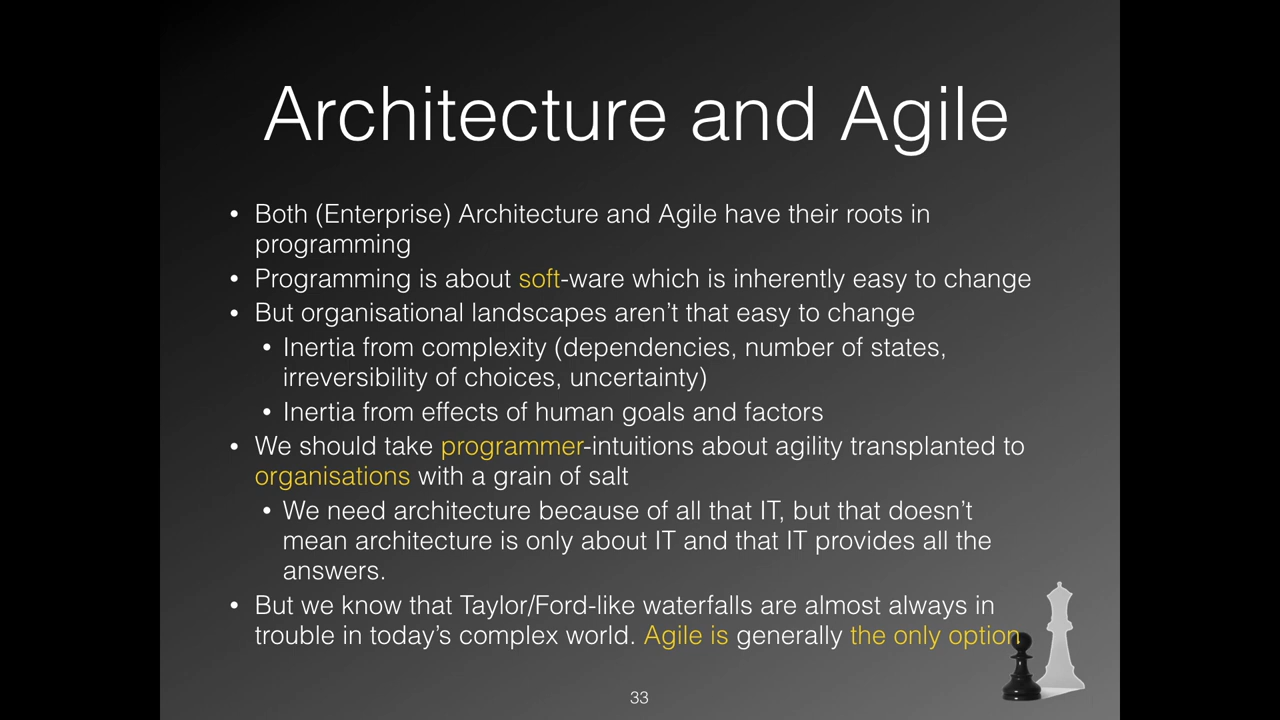 Architecture and Agile
• Both (Enterprise) Architecture and Agile have their roots in
programming
• Programming is about soft-ware which is inherently easy to change
• But organisational landscapes aren’t that easy to change
• Inertia from complexity (dependencies, number of states,
irreversibility of choices, uncertainty)
• Inertia from effects of human goals and factors
• We should take programmer-intuitions about agility transplanted to
organisations with a grain of salt
• We need architecture because of all that IT, but that doesn’t
mean architecture is only about IT and that IT provides all the
answers.
• But we know that Taylor/Ford-like waterfalls are almost always in
trouble in today’s complex world. Agile is generally the only option
33